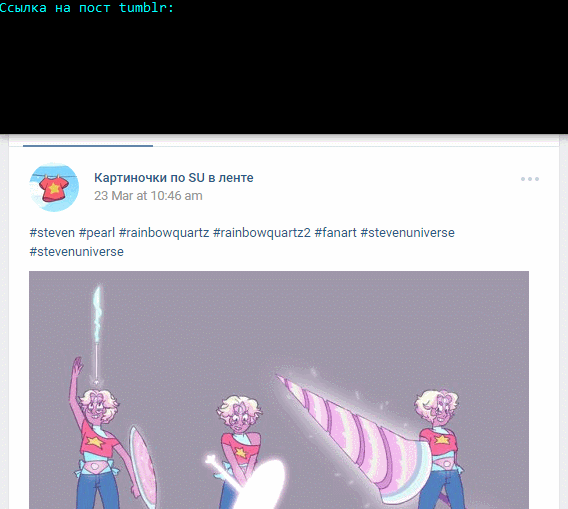 Ссылка на пост tumblr:
Картиночки по SU в ленте
23 Mar at 10:46 am
#steven #pearl #rainbowquartz #rainbowquartz2 #fanart #stevenuniverse
#stevenuniverse